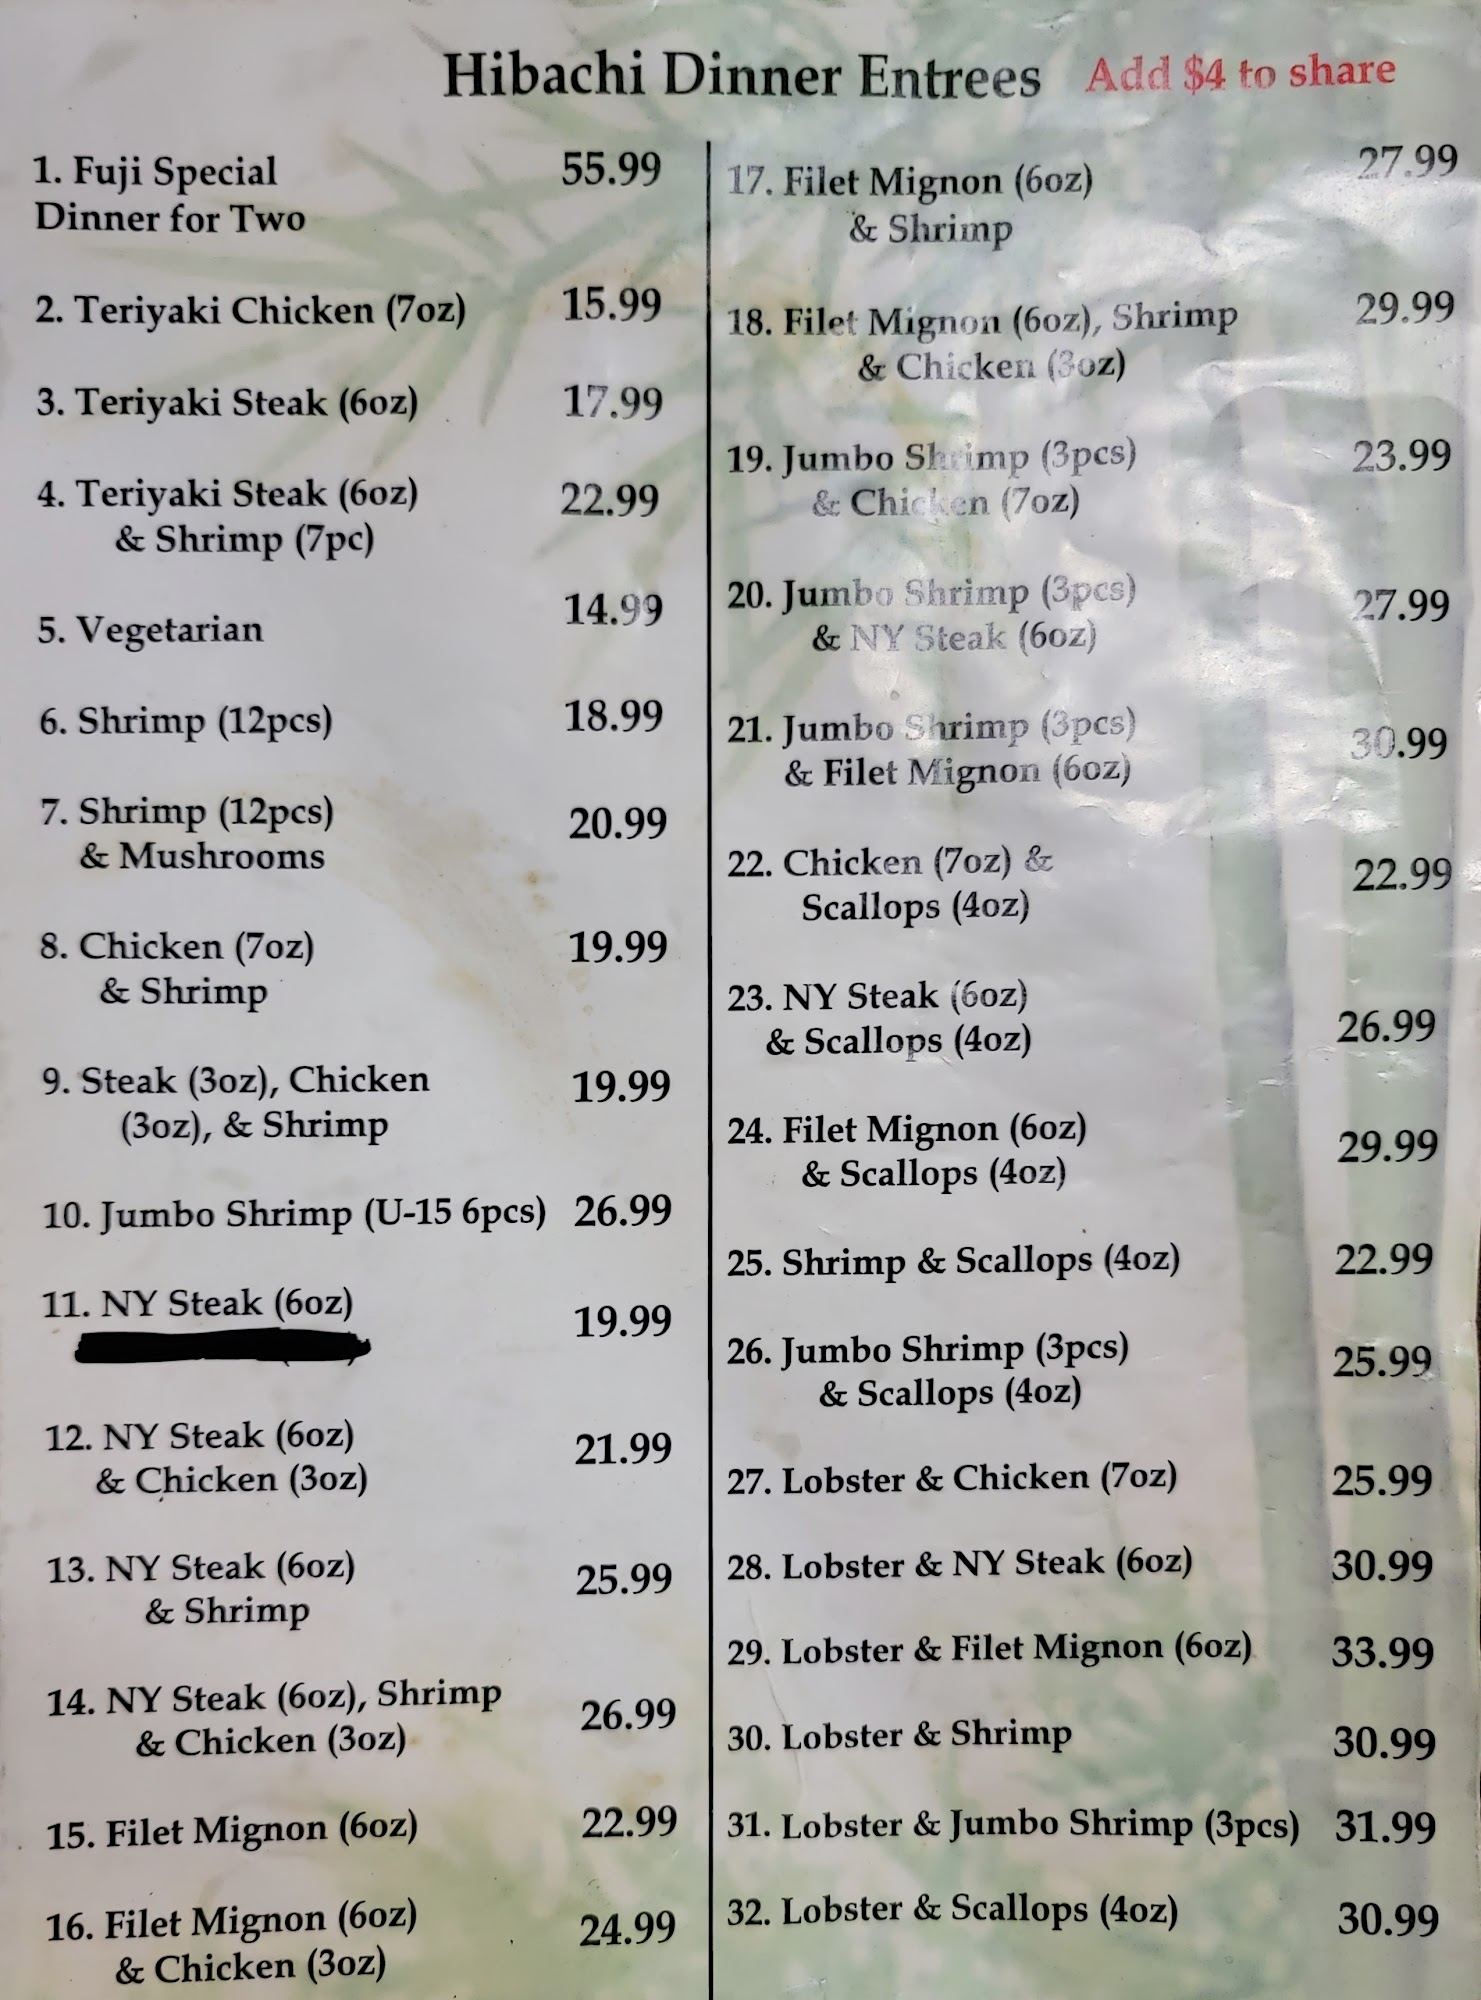 Hibachi Dinner Entrees Add $4 to share
1. Fuji Special 55.99
Dinner for Two
2. Teriyaki Chicken (7oz) 15.99
3. Teriyaki Steak (6oz) 17.99
4. Teriyaki Steak (6oz) 22.99
& Shrimp (7pc)
5. Vegetarian 14.99
6. Shrimp (12pcs) 18.99
7. Shrimp (12pcs) 20.99
& Mushrooms
8. Chicken (7oz) 19.99
& Shrimp
9. Steak (3oz), Chicken 19.99
(3oz), & Shrimp
10. Jumbo Shrimp (U-15 6pcs) 26.99
11. NY Steak (6oz) 19.99
12. NY Steak (6oz) 21.99
& Chicken (3oz)
13. NY Steak (6oz) 25.99
& Shrimp
14. NY Steak (6oz), Shrimp 26.99
& Chicken (3oz)
15. Filet Mignon (6oz) 22.99
16. Filet Mignon (6oz) 24.99
& Chicken (3oz)
17. Filet Mignon (6oz) 27.99
& Shrimp
18. Filet Mignon (6oz), Shrimp 29.99
& Chicken (3oz)
19. Jumbo Shrimp (3pcs) 23.99
& Chicken (7oz)
20. Jumbo Shrimp (3pcs) 27.99
& NY Steak (6oz)
21. Jumbo Shrimp (3pcs) 30.99
& Filet Mignon (6oz)
22. Chicken (7oz) & 22.99
Scallops (4oz)
23. NY Steak (6oz) 26.99
& Scallops (4oz)
24. Filet Mignon (6oz) 29.99
& Scallops (4oz)
25. Shrimp & Scallops (4oz) 22.99
26. Jumbo Shrimp (3pcs) 25.99
& Scallops (4oz)
27. Lobster & Chicken (7oz) 25.99
28. Lobster & NY Steak (6oz) 30.99
29. Lobster & Filet Mignon (6oz) 33.99
30. Lobster & Shrimp 30.99
31. Lobster & Jumbo Shrimp (3pcs) 31.99
32. Lobster & Scallops (4oz) 30.99